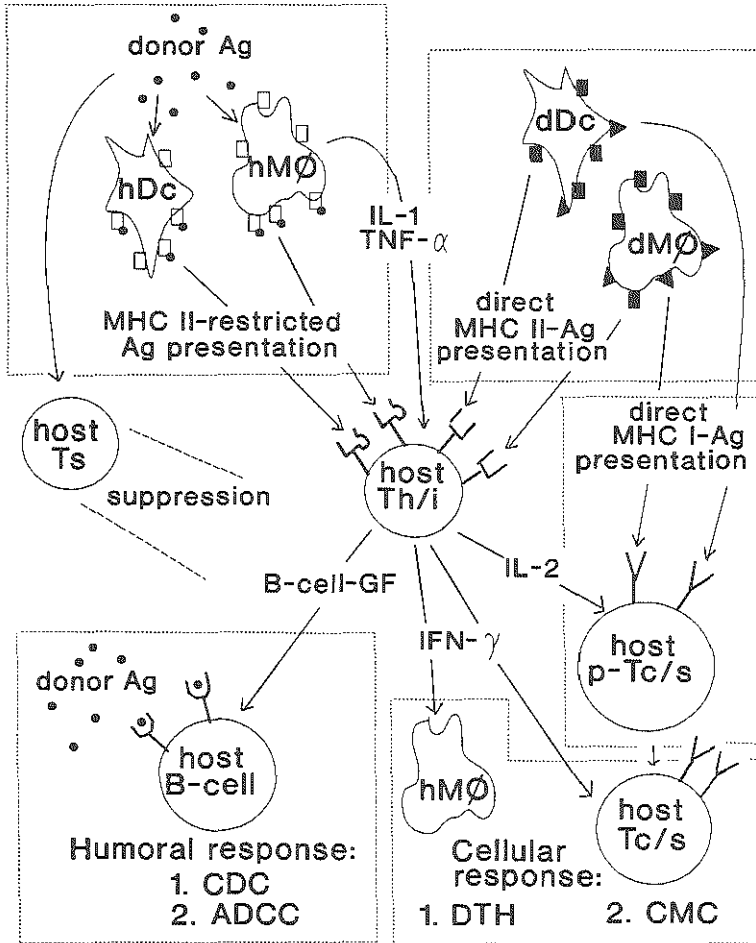 donor Ag
hDc
hMØ
MHC II-restricted
Ag presentation
IL-1
TNF-α
dDc
dMØ
direct
MHC II-Ag
presentation
direct
MHC I-Ag
presentation
host
Ts
suppression
host
Th/i
B-cell-GF
IL-2
IFN-γ
host
p-Tc/s
donor Ag
host
B-cell
Humoral response:
1. CDC
2. ADCC
hMØ
host
Tc/s
Cellular
response:
1. DTH
2. CMC